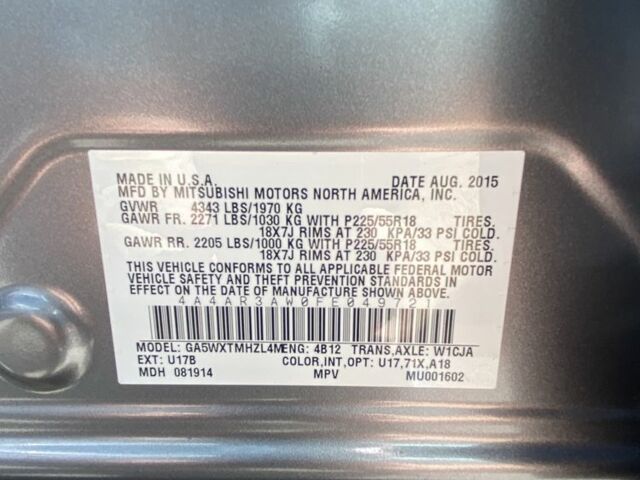 MADE IN U.S.A. DATE AUG. 2015
MFD BY MITSUBISHI MOTORS NORTH AMERICA, INC.
GVWR 4343 LBS/1970 KG
GAWR FR. 2271 LBS/1030 KG WITH P225/55R18 TIRES.
18X7J RIMS AT 230 KPA/33 PSI COLD.
GAWR RR. 2205 LBS/1000 KG WITH P225/55R18 TIRES.
18X7J RIMS AT 230 KPA/33 PSI COLD.
THIS VEHICLE CONFORMS TO ALL APPLICABLE FEDERAL MOTOR
VEHICLE SAFETY AND THEFT PREVENTION STANDARDS IN
EFFECT ON THE DATE OF MANUFACTURE SHOWN ABOVE.
4A4AR3AW0FE049721
MODEL: GA5WXTMHZL4M ENG: 4B12 TRANS,AXLE: W1CJA
EXT: U17B COLOR,INT,OPT: U17,71X,A18
MDH 081914 MPV MU001602